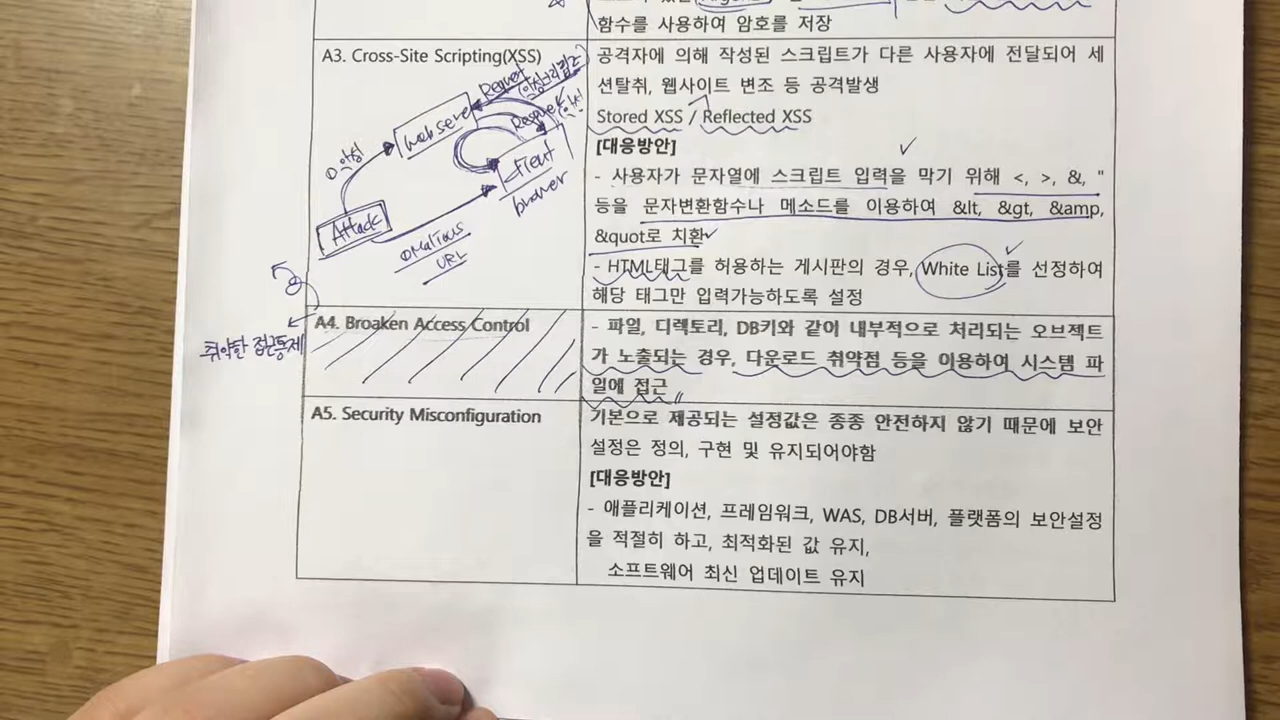 함수를 사용하여 암호를 저장
A3. Cross-Site Scripting(XSS)
공격자에 의해 작성된 스크립트가 다른 사용자에 전달되어 세
션탈취, 웹사이트 변조 등 공격발생
Stored XSS / Reflected XSS
[대응방안]
- 사용자가 문자열에 스크립트 입력을 막기 위해 <, >, &, "
등을 문자변환함수나 메소드를 이용하여 &lt, &gt, &amp,
&quot로 치환
- HTML태그를 허용하는 게시판의 경우, White List를 선정하여
해당 태그만 입력가능하도록 설정
Request
web server
client
browser
Attack
URL
취약한 접근통제
A4. Broaken Access Control
- 파일, 디렉토리, DB키와 같이 내부적으로 처리되는 오브젝트
가 노출되는 경우, 다운로드 취약점 등을 이용하여 시스템 파
일에 접근
A5. Security Misconfiguration
기본으로 제공되는 설정값은 종종 안전하지 않기 때문에 보안
설정은 정의, 구현 및 유지되어야함
[대응방안]
- 애플리케이션, 프레임워크, WAS, DB서버, 플랫폼의 보안설정
을 적절히 하고, 최적화된 값 유지,
소프트웨어 최신 업데이트 유지